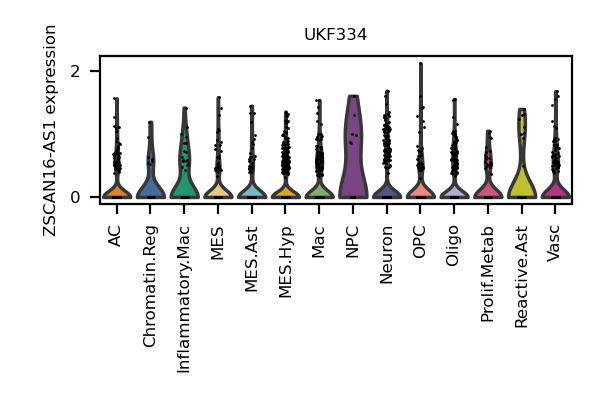 UKF334
ZSCAN16-AS1 expression
2
0
AC
Chromatin.Reg
Inflammatory.Mac
MES
MES.Ast
MES.Hyp
Mac
NPC
Neuron
OPC
Oligo
Prolif.Metab
Reactive.Ast
Vasc